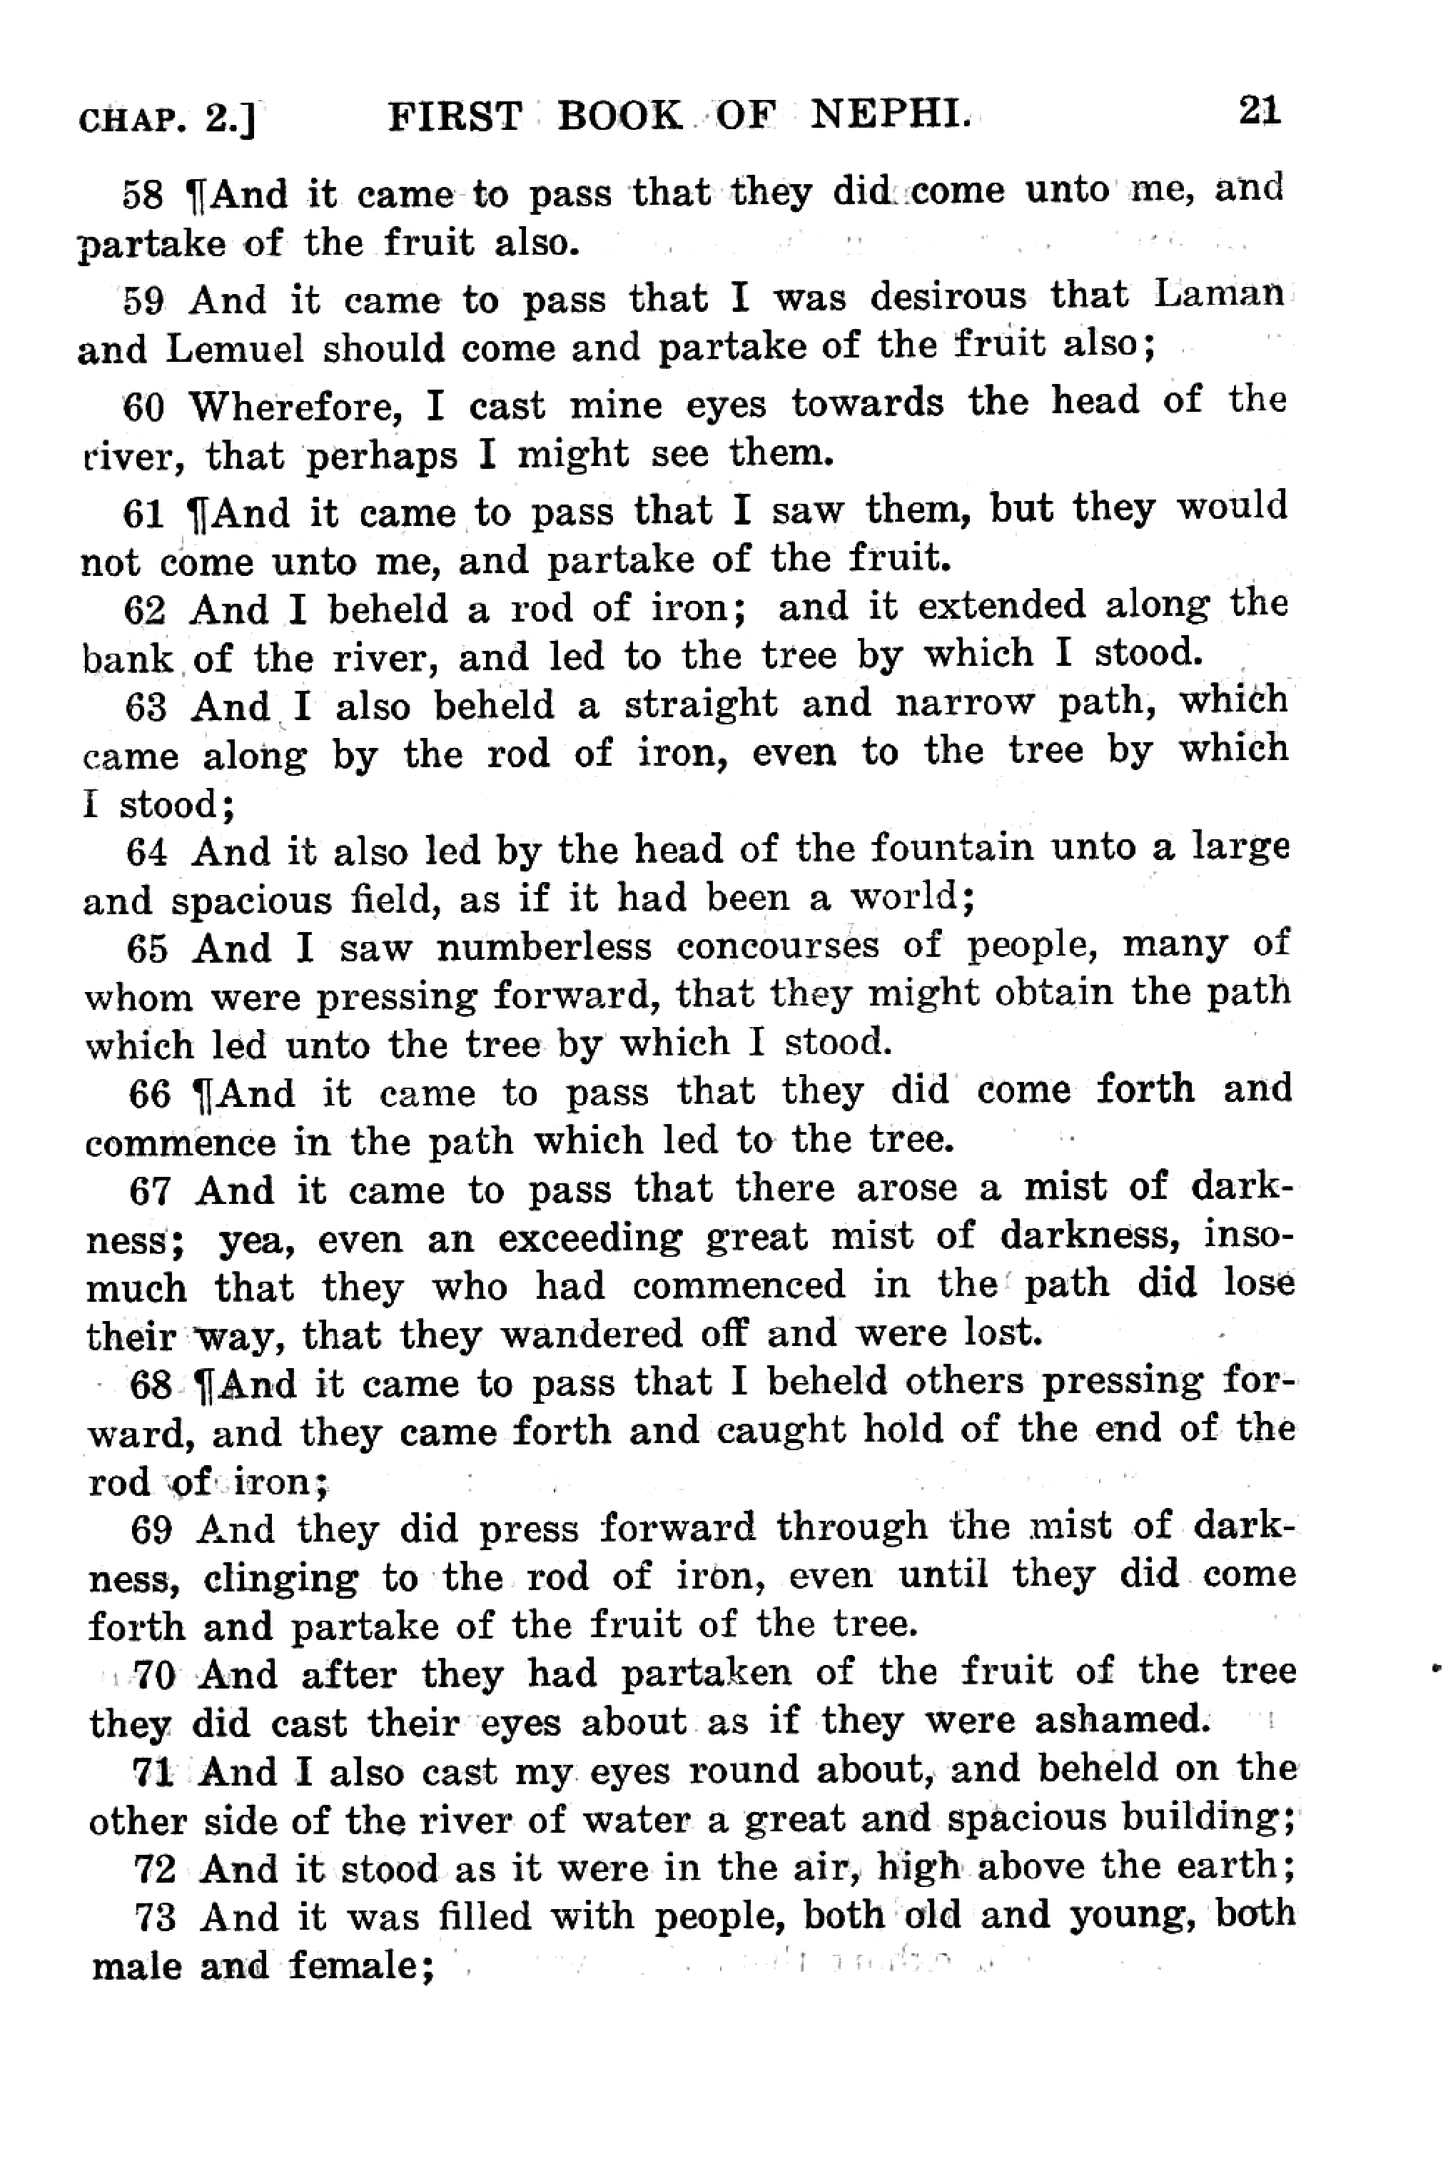 CHAP. 2.] FIRST BOOK OF NEPHI. 21
58 ¶And it came to pass that they did come unto me, and
partake of the fruit also.
59 And it came to pass that I was desirous that Laman
and Lemuel should come and partake of the fruit also;
60 Wherefore, I cast mine eyes towards the head of the
river, that perhaps I might see them.
61 ¶And it came to pass that I saw them, but they would
not come unto me, and partake of the fruit.
62 And I beheld a rod of iron; and it extended along the
bank of the river, and led to the tree by which I stood.
63 And I also beheld a straight and narrow path, which
came along by the rod of iron, even to the tree by which
I stood;
64 And it also led by the head of the fountain unto a large
and spacious field, as if it had been a world;
65 And I saw numberless concourses of people, many of
whom were pressing forward, that they might obtain the path
which led unto the tree by which I stood.
66 ¶And it came to pass that they did come forth and
commence in the path which led to the tree.
67 And it came to pass that there arose a mist of dark-
ness; yea, even an exceeding great mist of darkness, inso-
much that they who had commenced in the path did lose
their way, that they wandered off and were lost.
68 ¶And it came to pass that I beheld others pressing for-
ward, and they came forth and caught hold of the end of the
rod of iron;
69 And they did press forward through the mist of dark-
ness, clinging to the rod of iron, even until they did come
forth and partake of the fruit of the tree.
70 And after they had partaken of the fruit of the tree
they did cast their eyes about as if they were ashamed.
71 And I also cast my eyes round about, and beheld on the
other side of the river of water a great and spacious building;
72 And it stood as it were in the air, high above the earth;
73 And it was filled with people, both old and young, both
male and female;